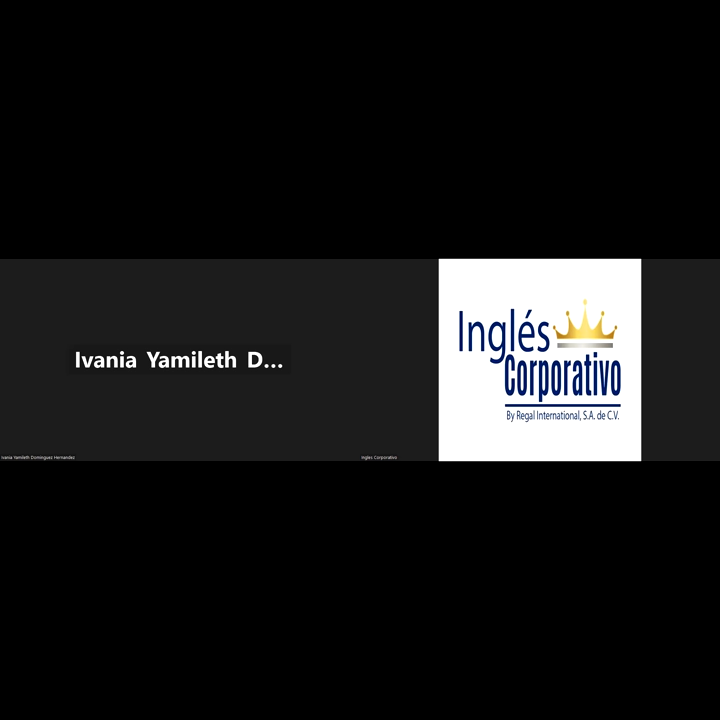 Ivania Yamileth D...
Inglés
Corporativo
By Regal International, S.A. de C.V.
Ivania Yamileth Dominguez Hernandez
Ingles Corporativo